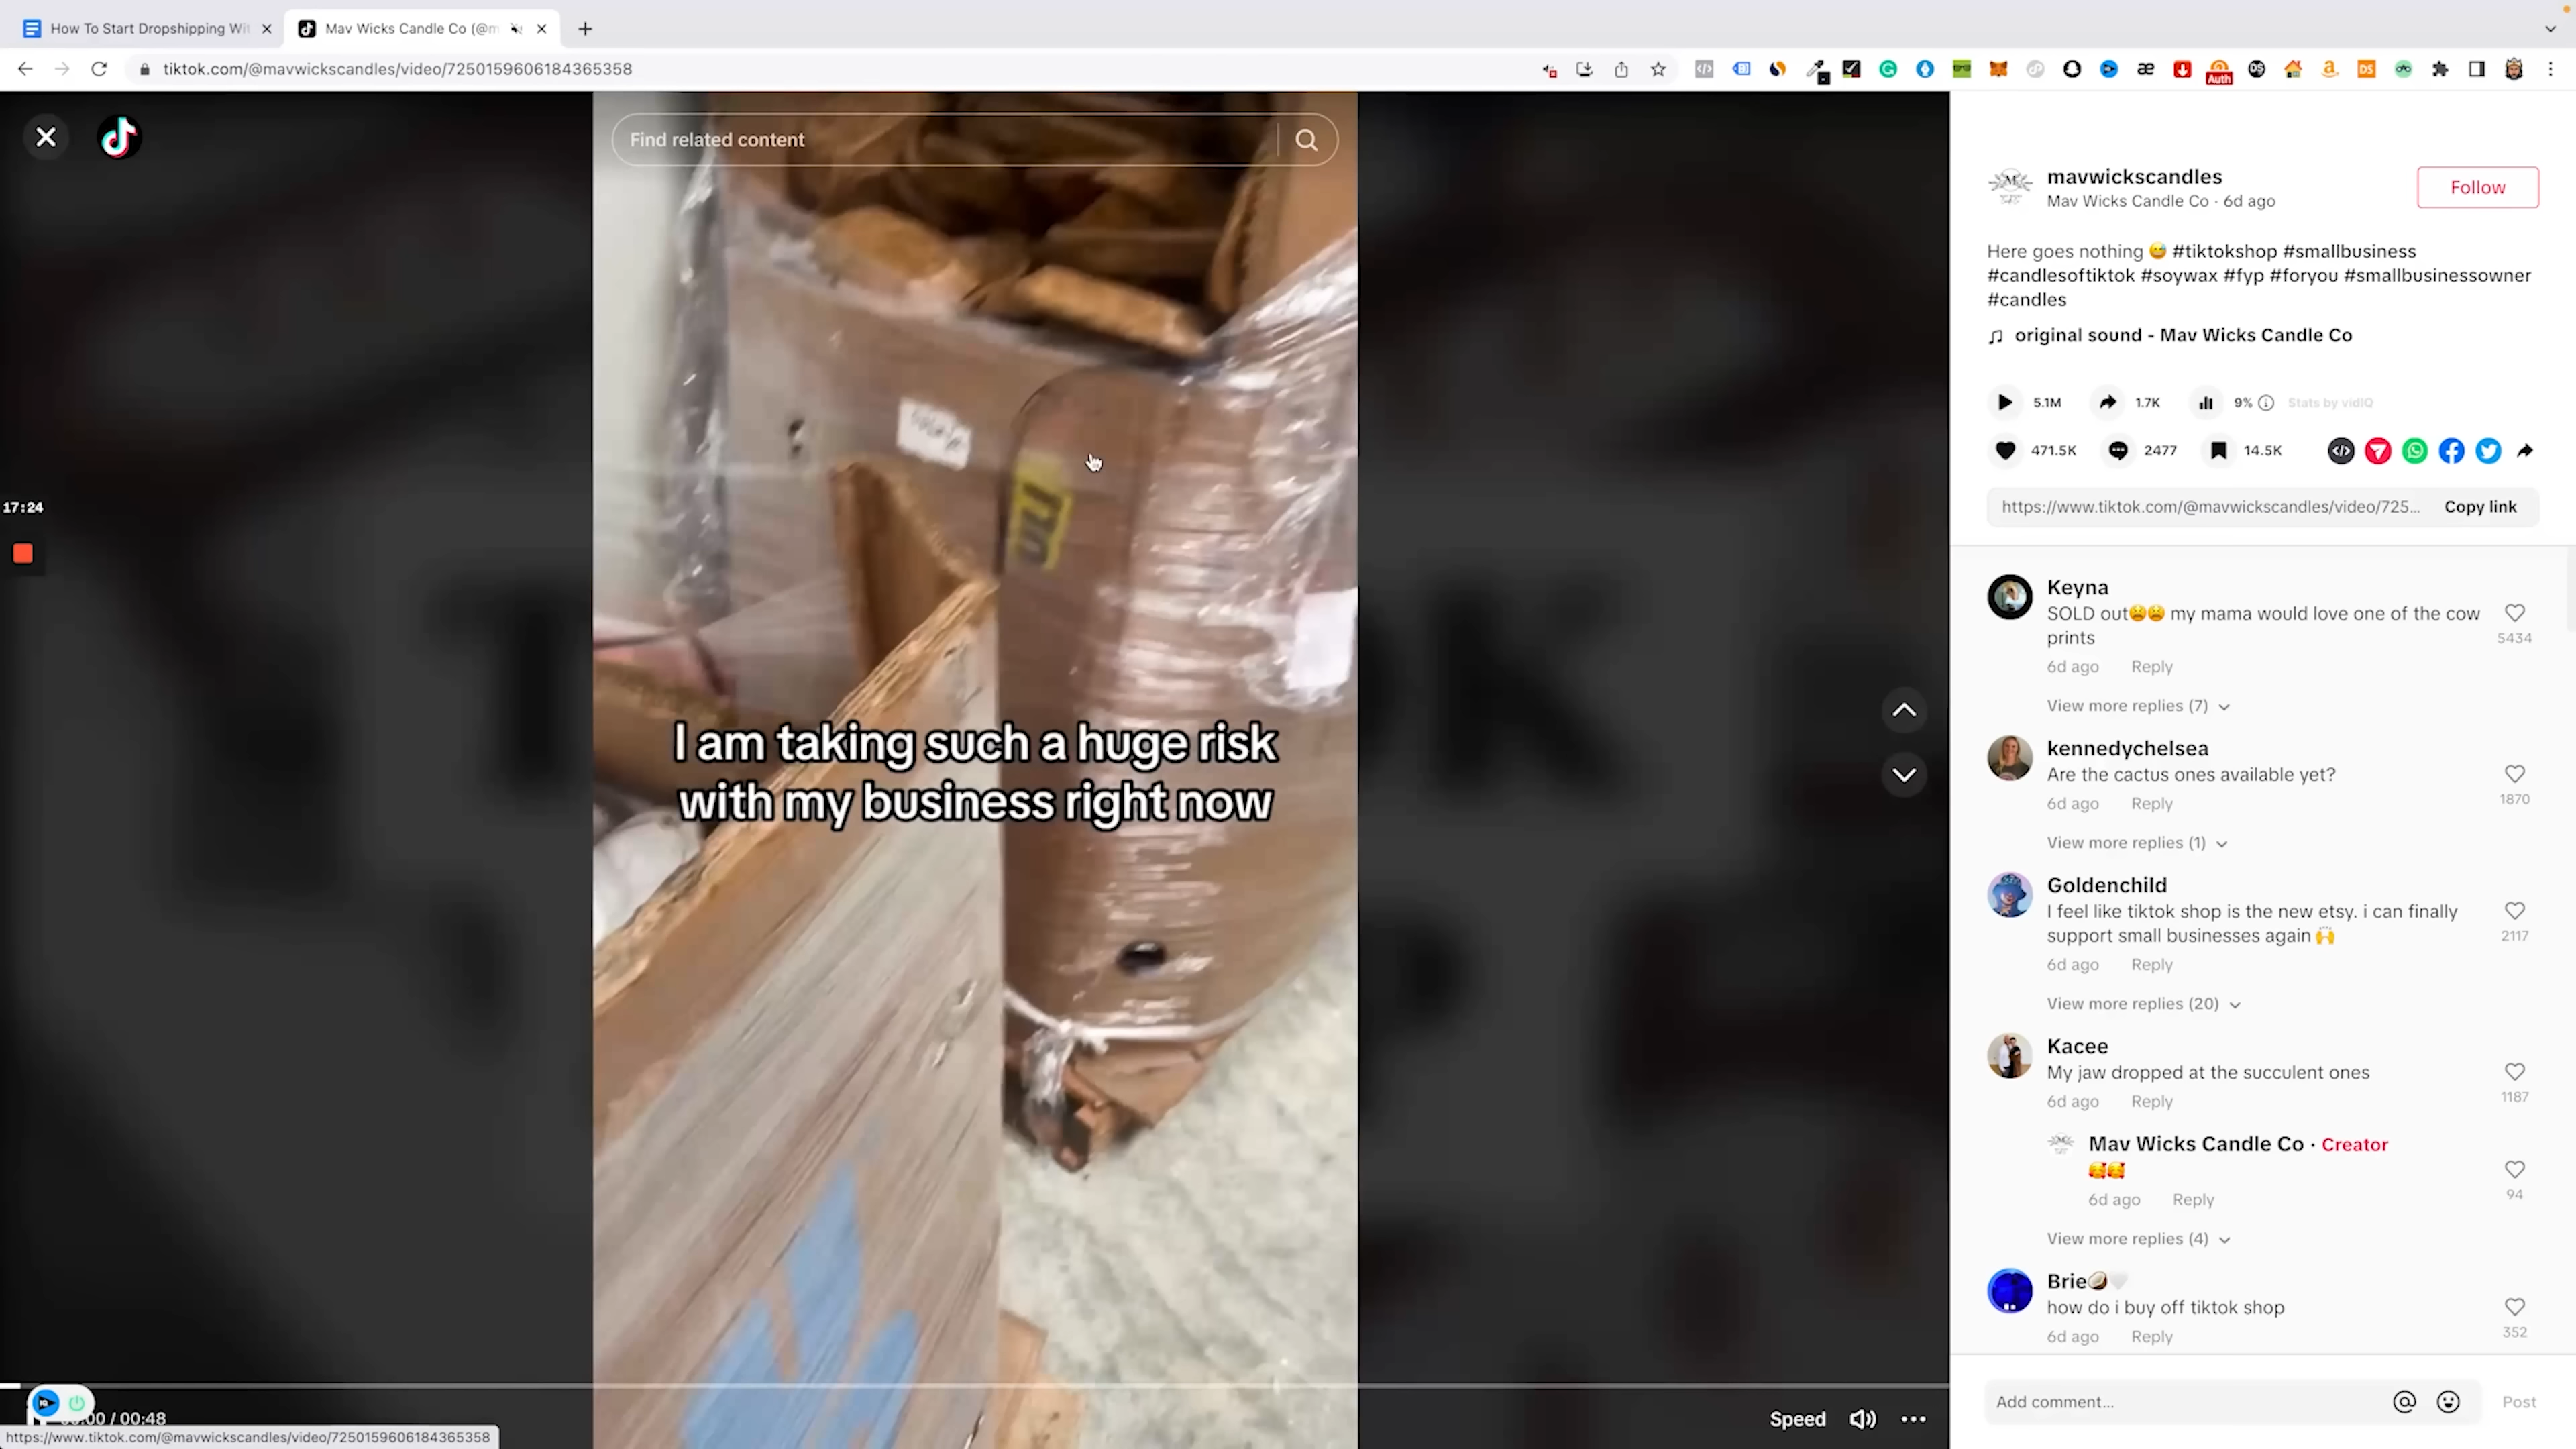 How To Start Dropshipping Wit
Mav Wicks Candle Co (@m
tiktok.com/@mavwickscandles/video/7250159606184365358
Auth
DS
Find related content
17:24
I am taking such a huge risk
with my business right now
/ 00:48
Speed
https://www.tiktok.com/@mavwickscandles/video/7250159606184365358
mavwickscandles
Mav Wicks Candle Co · 6d ago
Follow
Here goes nothing 😅 #tiktokshop #smallbusiness
#candlesoftiktok #soywax #fyp #foryou #smallbusinessowner
#candles
original sound - Mav Wicks Candle Co
5.1M
1.7K
9%
Stats by vidIQ
471.5K
2477
14.5K
https://www.tiktok.com/@mavwickscandles/video/725...
Copy link
Keyna
SOLD out😫😫 my mama would love one of the cow
prints
5434
6d ago Reply
View more replies (7)
kennedychelsea
Are the cactus ones available yet?
1870
6d ago Reply
View more replies (1)
Goldenchild
I feel like tiktok shop is the new etsy. i can finally
support small businesses again 🙌
2117
6d ago Reply
View more replies (20)
Kacee
My jaw dropped at the succulent ones
1187
6d ago Reply
Mav Wicks Candle Co · Creator
🥰🥰
94
6d ago Reply
View more replies (4)
Brie🥥🤍
how do i buy off tiktok shop
352
6d ago Reply
Add comment...
Post